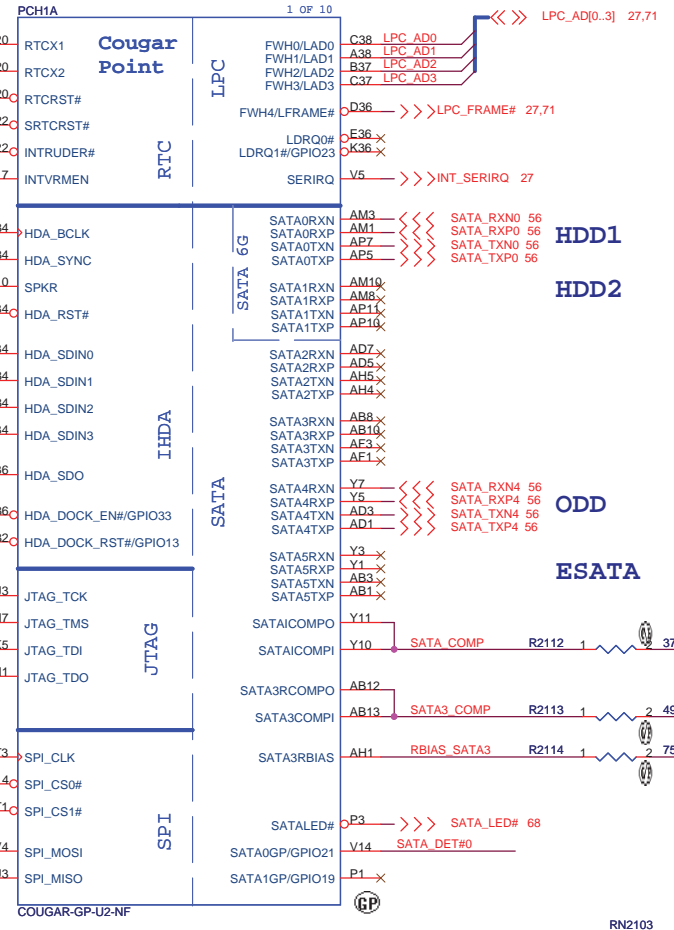 PCH1A 1 OF 10
LPC_AD[0..3] 27,71
Cougar
Point
RTC
LPC
RTCX1 FWH0/LAD0 C38 LPC_AD0
FWH1/LAD1 A38 LPC_AD1
RTCX2 FWH2/LAD2 B37 LPC_AD2
FWH3/LAD3 C37 LPC_AD3
RTCRST#
FWH4/LFRAME# D36 LPC_FRAME# 27,71
SRTCRST#
LDRQ0# E36
INTRUDER# LDRQ1#/GPIO23 K36
INTVRMEN SERIRQ V5 INT_SERIRQ 27
SATA 6G
SATA0RXN AM3 SATA_RXN0 56
HDA_BCLK SATA0RXP AM1 SATA_RXP0 56 HDD1
SATA0TXN AP7 SATA_TXN0 56
HDA_SYNC SATA0TXP AP5 SATA_TXP0 56
SPKR SATA1RXN AM10 HDD2
SATA1RXP AM8
HDA_RST# SATA1TXN AP11
SATA1TXP AP10
HDA_SDIN0 SATA2RXN AD7
SATA2RXP AD5
HDA_SDIN1 SATA2TXN AH5
SATA2TXP AH4
HDA_SDIN2
SATA3RXN AB8
HDA_SDIN3 SATA3RXP AB10
SATA3TXN AF3
SATA3TXP AF1
IHDA
SATA
HDA_SDO
SATA4RXN Y7 SATA_RXN4 56
SATA4RXP Y5 SATA_RXP4 56 ODD
HDA_DOCK_EN#/GPIO33 SATA4TXN AD3 SATA_TXN4 56
SATA4TXP AD1 SATA_TXP4 56
HDA_DOCK_RST#/GPIO13
SATA5RXN Y3
SATA5RXP Y1 ESATA
SATA5TXN AB3
JTAG_TCK SATA5TXP AB1
JTAG_TMS SATAICOMPO Y11
JTAG_TDI SATAICOMPI Y10 SATA_COMP R2112 1 2 37
JTAG_TDO
JTAG
SATA3RCOMPO AB12
SATA3COMPI AB13 SATA3_COMP R2113 1 2 49
SPI_CLK SATA3RBIAS AH1 RBIAS_SATA3 R2114 1 2 75
SPI_CS0#
SPI_CS1#
SPI
SATALED# P3 SATA_LED# 68
SPI_MOSI SATA0GP/GPIO21 V14 SATA_DET#0
SPI_MISO SATA1GP/GPIO19 P1
GP
COUGAR-GP-U2-NF
RN2103